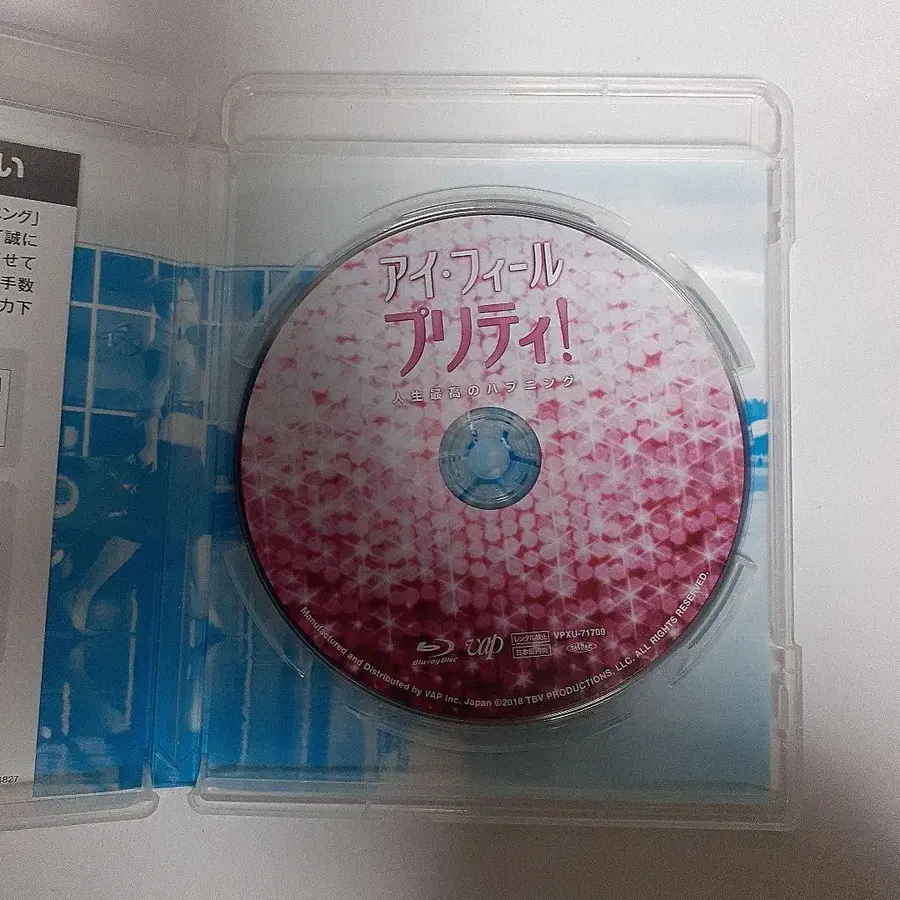 い
ニング」
誠に
せて
手数
力下
827
アイ・フィール
プリティ!
人生最高のハプニング
Blu-ray Disc
vap
レンタル禁止
日本国内向
VPXU-71709
Manufactured and Distributed by VAP Inc. Japan ©2018 TBV PRODUCTIONS, LLC. ALL RIGHTS RESERVED.